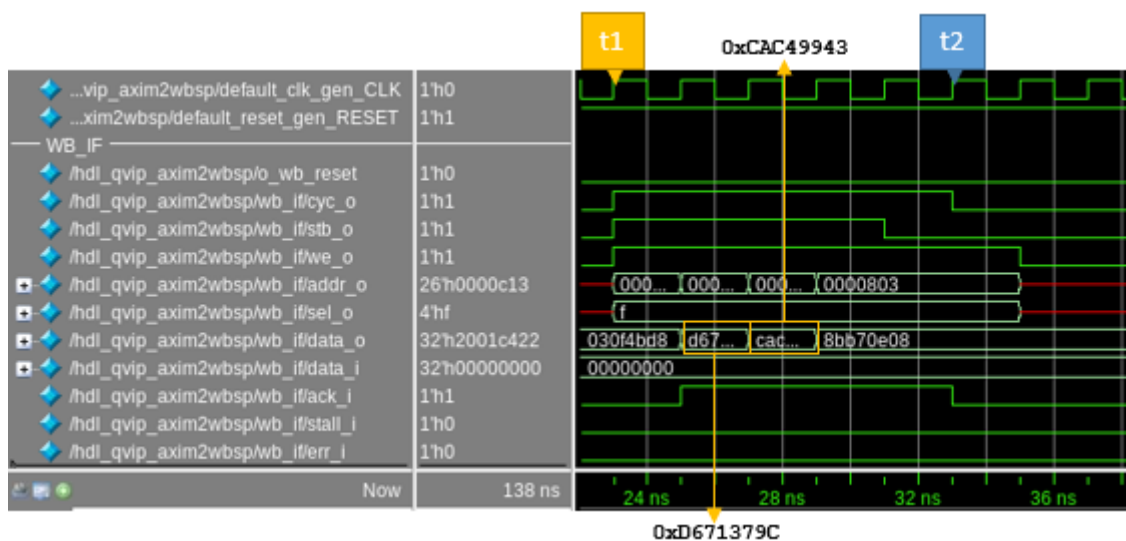 t1
0xCAC49943
t2
...vip_axim2wbsp/default_clk_gen_CLK 1'h0
...xim2wbsp/default_reset_gen_RESET 1'h1
WB_IF
/hdl_qvip_axim2wbsp/o_wb_reset 1'h0
/hdl_qvip_axim2wbsp/wb_if/cyc_o 1'h1
/hdl_qvip_axim2wbsp/wb_if/stb_o 1'h1
/hdl_qvip_axim2wbsp/wb_if/we_o 1'h1
/hdl_qvip_axim2wbsp/wb_if/addr_o 26'h0000c13 000... 000... 000... 0000803
/hdl_qvip_axim2wbsp/wb_if/sel_o 4'hf f
/hdl_qvip_axim2wbsp/wb_if/data_o 32'h2001c422 030f4bd8 d67... cac... 8bb70e08
/hdl_qvip_axim2wbsp/wb_if/data_i 32'h00000000 00000000
/hdl_qvip_axim2wbsp/wb_if/ack_i 1'h1
/hdl_qvip_axim2wbsp/wb_if/stall_i 1'h0
/hdl_qvip_axim2wbsp/wb_if/err_i 1'h0
Now 138 ns 24 ns 28 ns 32 ns 36 ns
0xD671379C